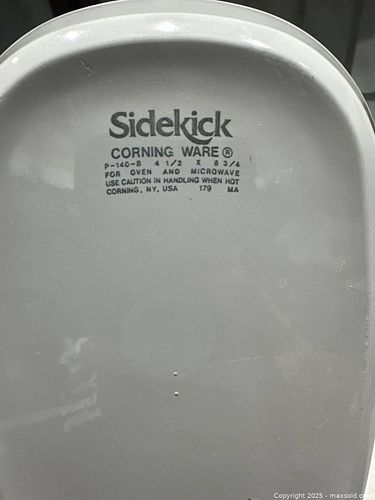 Sidekick
CORNING WARE®
P-140-B 4 1/2 X 8 3/4
FOR OVEN AND MICROWAVE
USE CAUTION IN HANDLING WHEN HOT
CORNING, NY, USA 179 MA
Copyright 2025 - maxsold.com